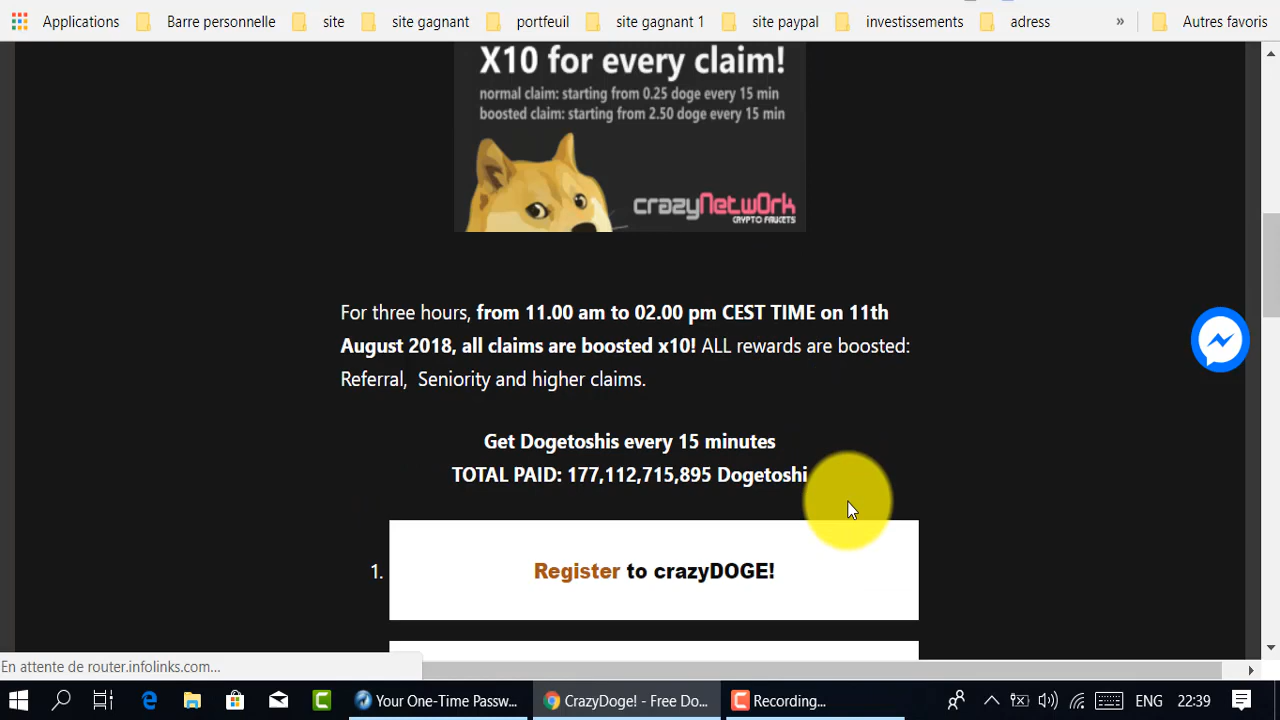 Applications Barre personnelle site site gagnant portfeuil site gagnant 1 site paypal investissements adress » Autres favoris
X10 for every claim!
normal claim: starting from 0.25 doge every 15 min
boosted claim: starting from 2.50 doge every 15 min
crazyNetw0rk
CRYPTO FAUCETS
For three hours, from 11.00 am to 02.00 pm CEST TIME on 11th
August 2018, all claims are boosted x10! ALL rewards are boosted:
Referral, Seniority and higher claims.
Get Dogetoshis every 15 minutes
TOTAL PAID: 177,112,715,895 Dogetoshi
1. Register to crazyDOGE!
En attente de router.infolinks.com...
Your One-Time Passw... CrazyDoge! - Free Do... Recording... ENG 22:39